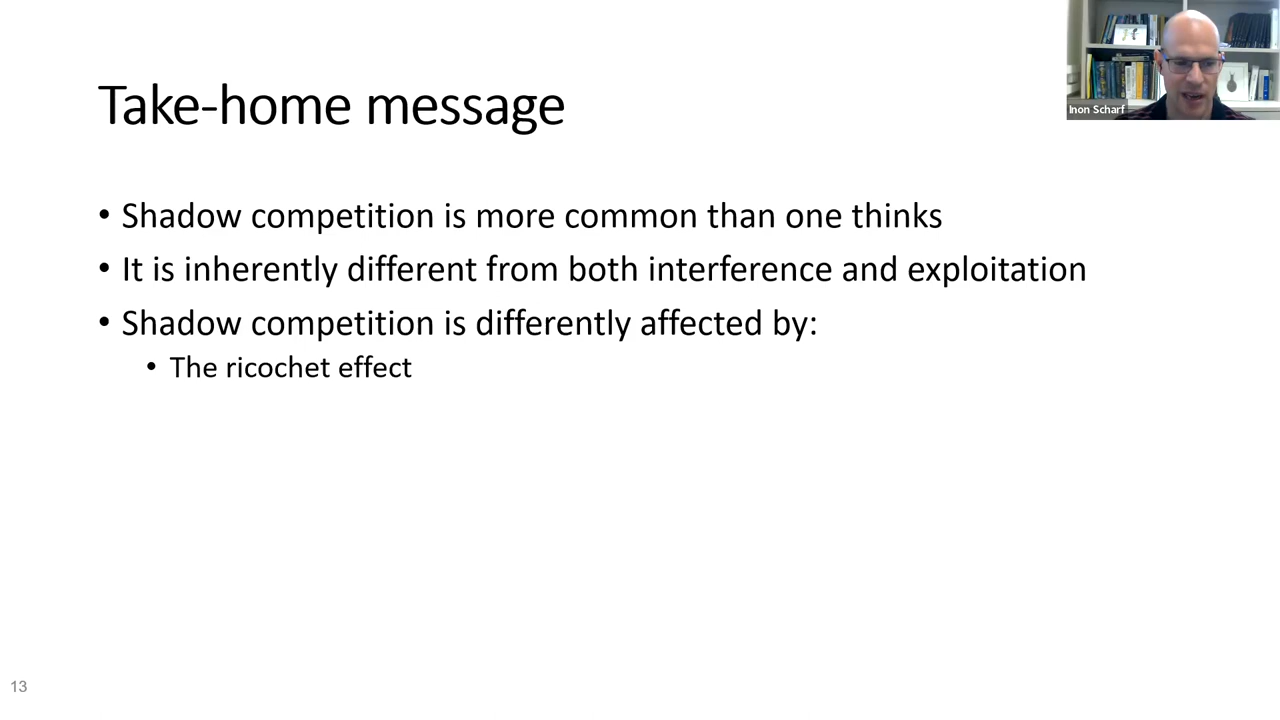 Take-home message
Inon Scharf
• Shadow competition is more common than one thinks
• It is inherently different from both interference and exploitation
• Shadow competition is differently affected by:
• The ricochet effect
13